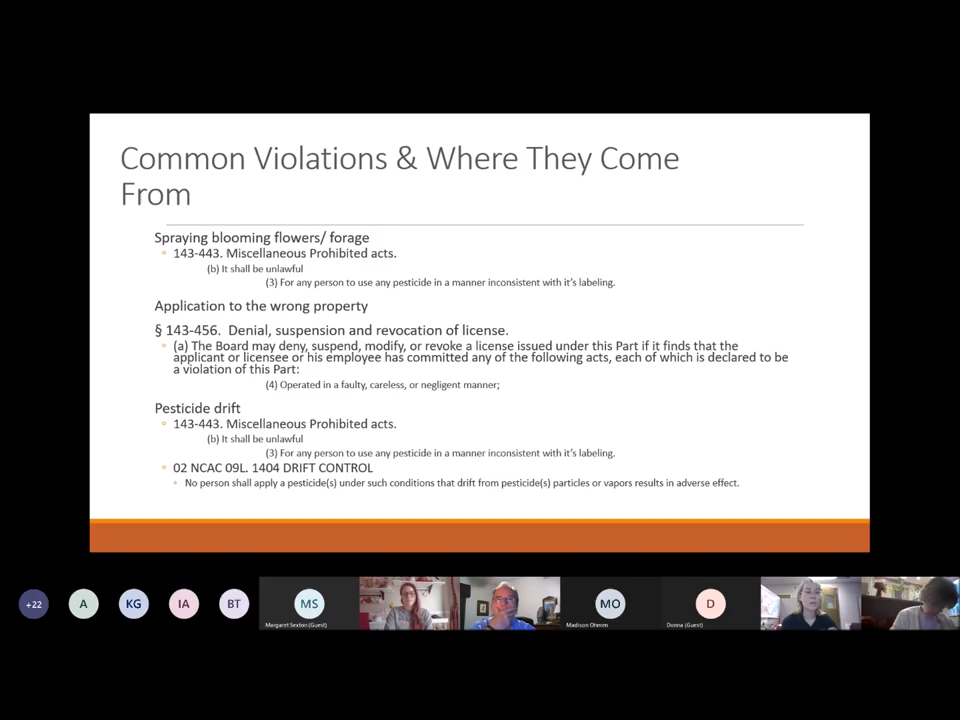 Common Violations & Where They Come
From
Spraying blooming flowers/ forage
143-443. Miscellaneous Prohibited acts.
(b) It shall be unlawful
(3) For any person to use any pesticide in a manner inconsistent with it's labeling.
Application to the wrong property
§ 143-456. Denial, suspension and revocation of license.
(a) The Board may deny, suspend, modify, or revoke a license issued under this Part if it finds that the
applicant or licensee or his employee has committed any of the following acts, each of which is declared to be
a violation of this Part:
(4) Operated in a faulty, careless, or negligent manner;
Pesticide drift
143-443. Miscellaneous Prohibited acts.
(b) It shall be unlawful
(3) For any person to use any pesticide in a manner inconsistent with it's labeling.
02 NCAC 09L. 1404 DRIFT CONTROL
No person shall apply a pesticide(s) under such conditions that drift from pesticide(s) particles or vapors results in adverse effect.
+22 A KG IA BT MS MO D
Margaret Sexton (Guest) Madison Ohmen Donna (Guest)